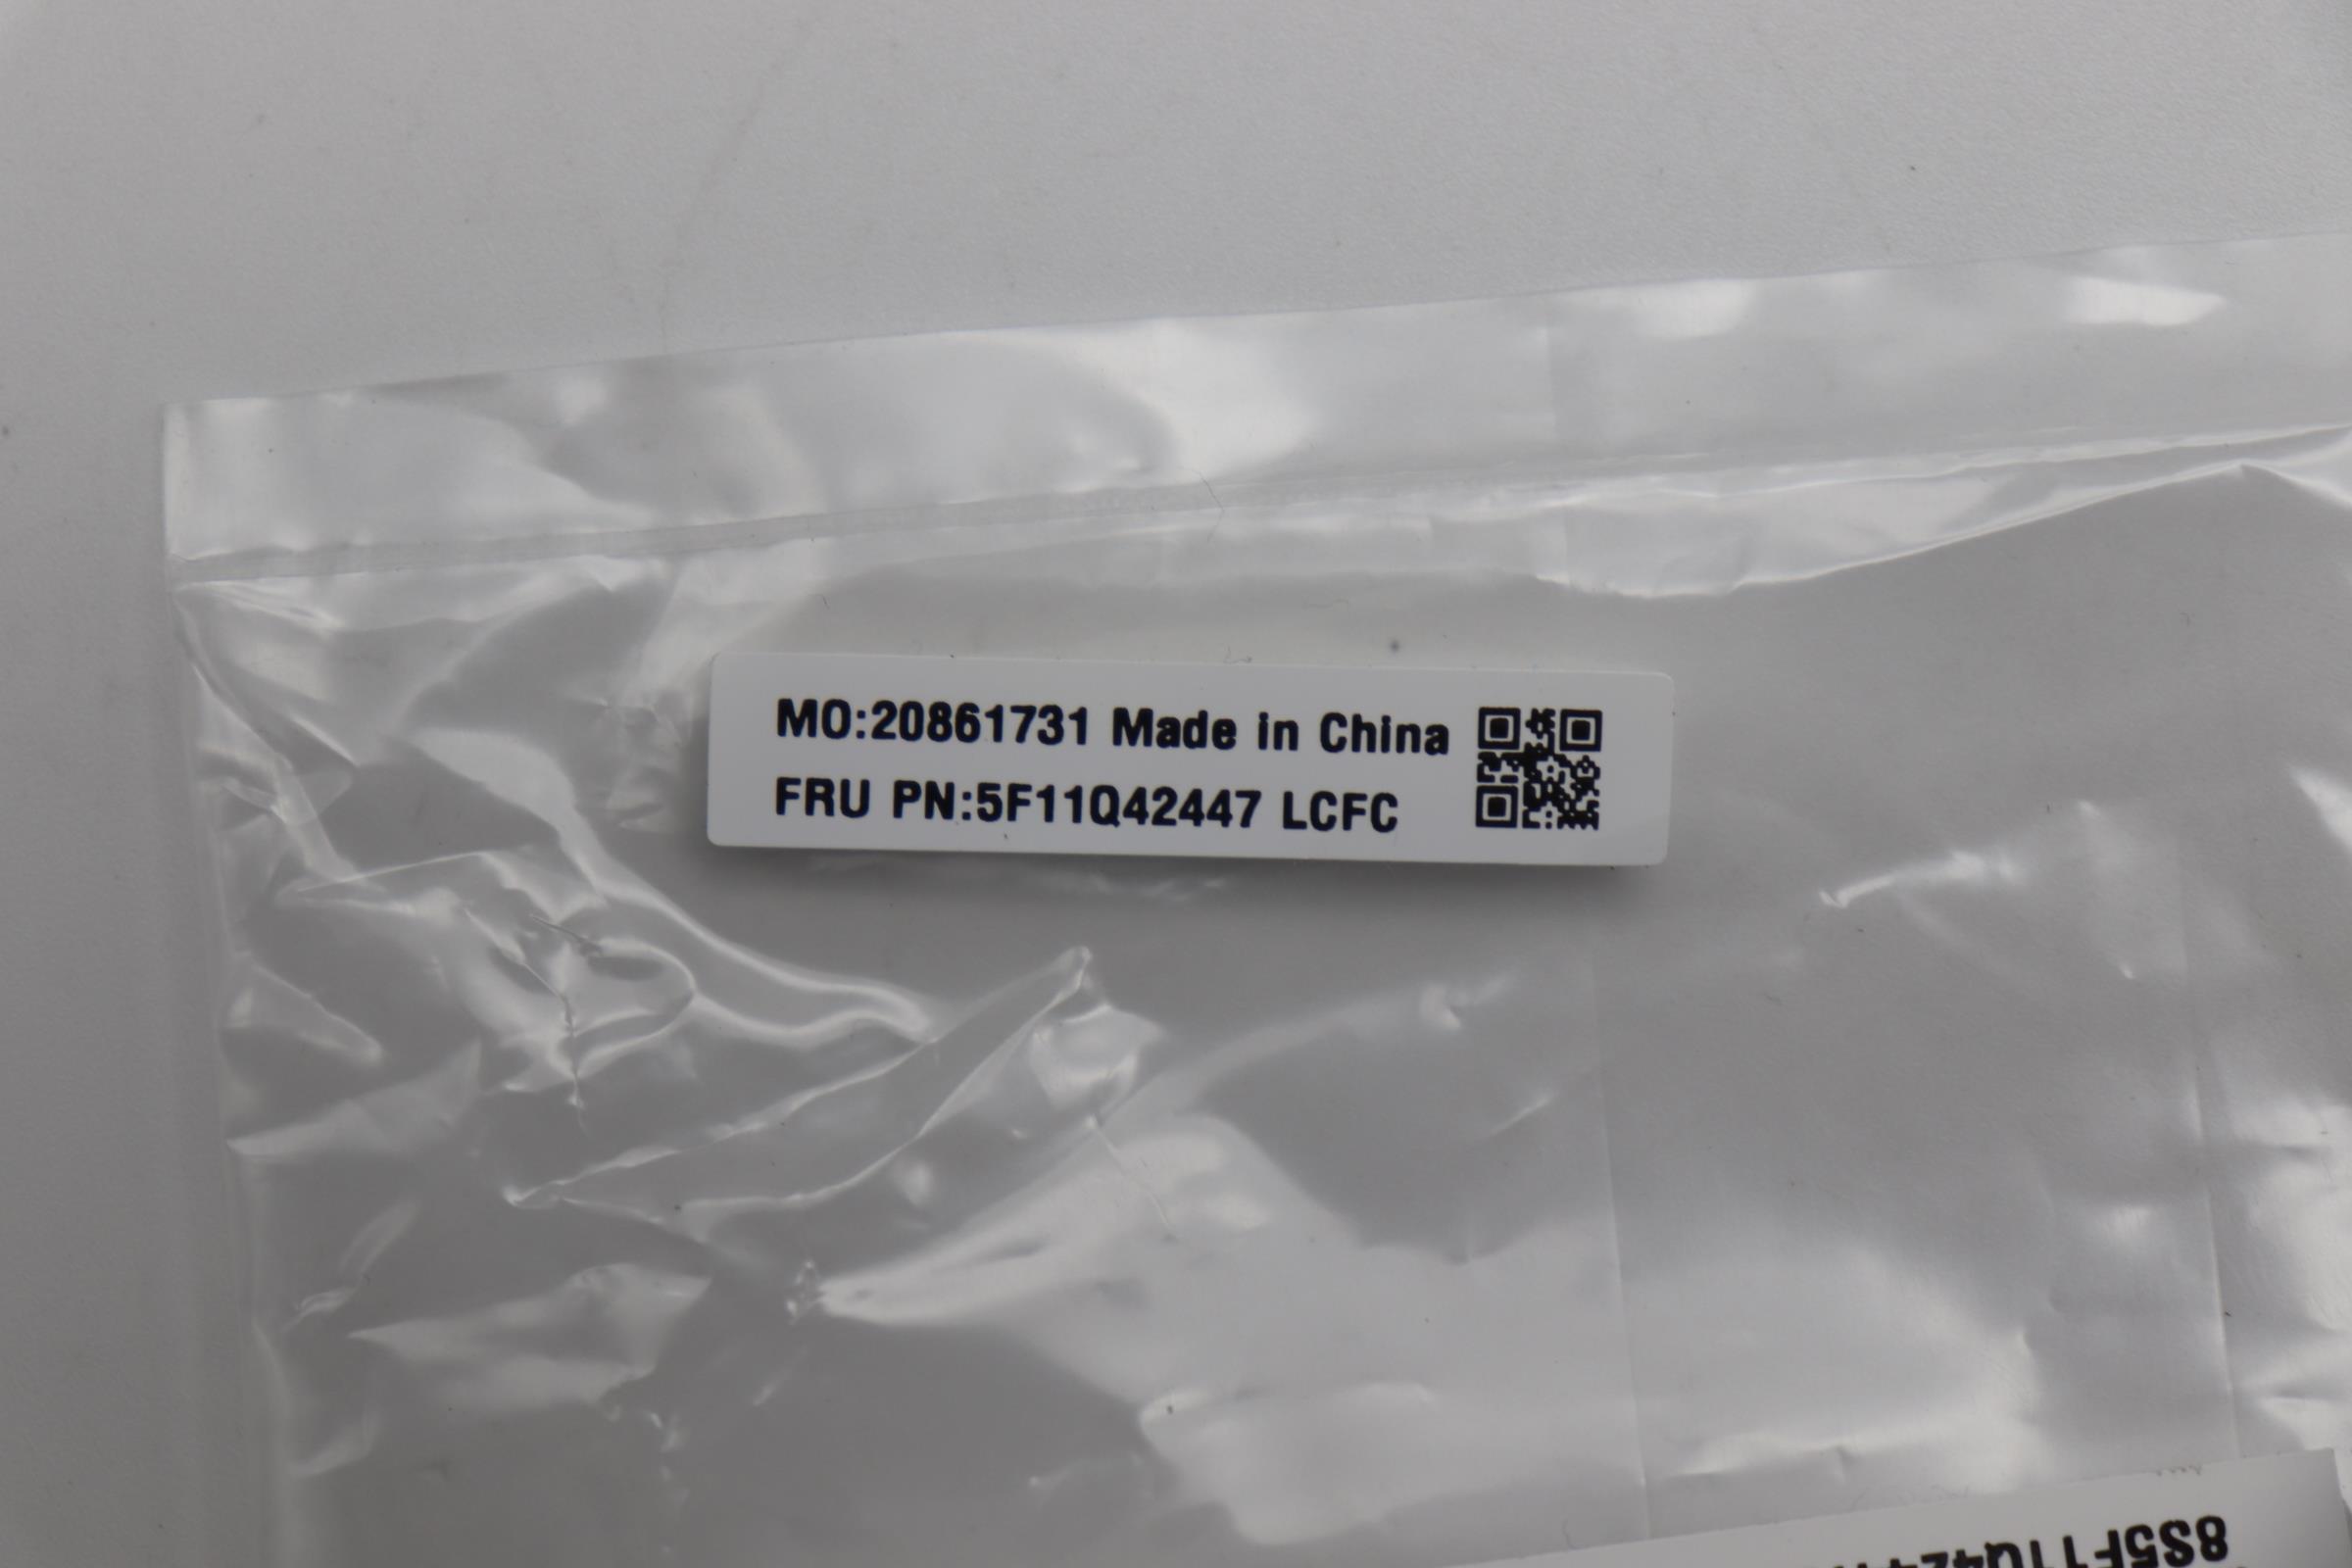 MO:20861731 Made in China
FRU PN:5F11Q42447 LCFC